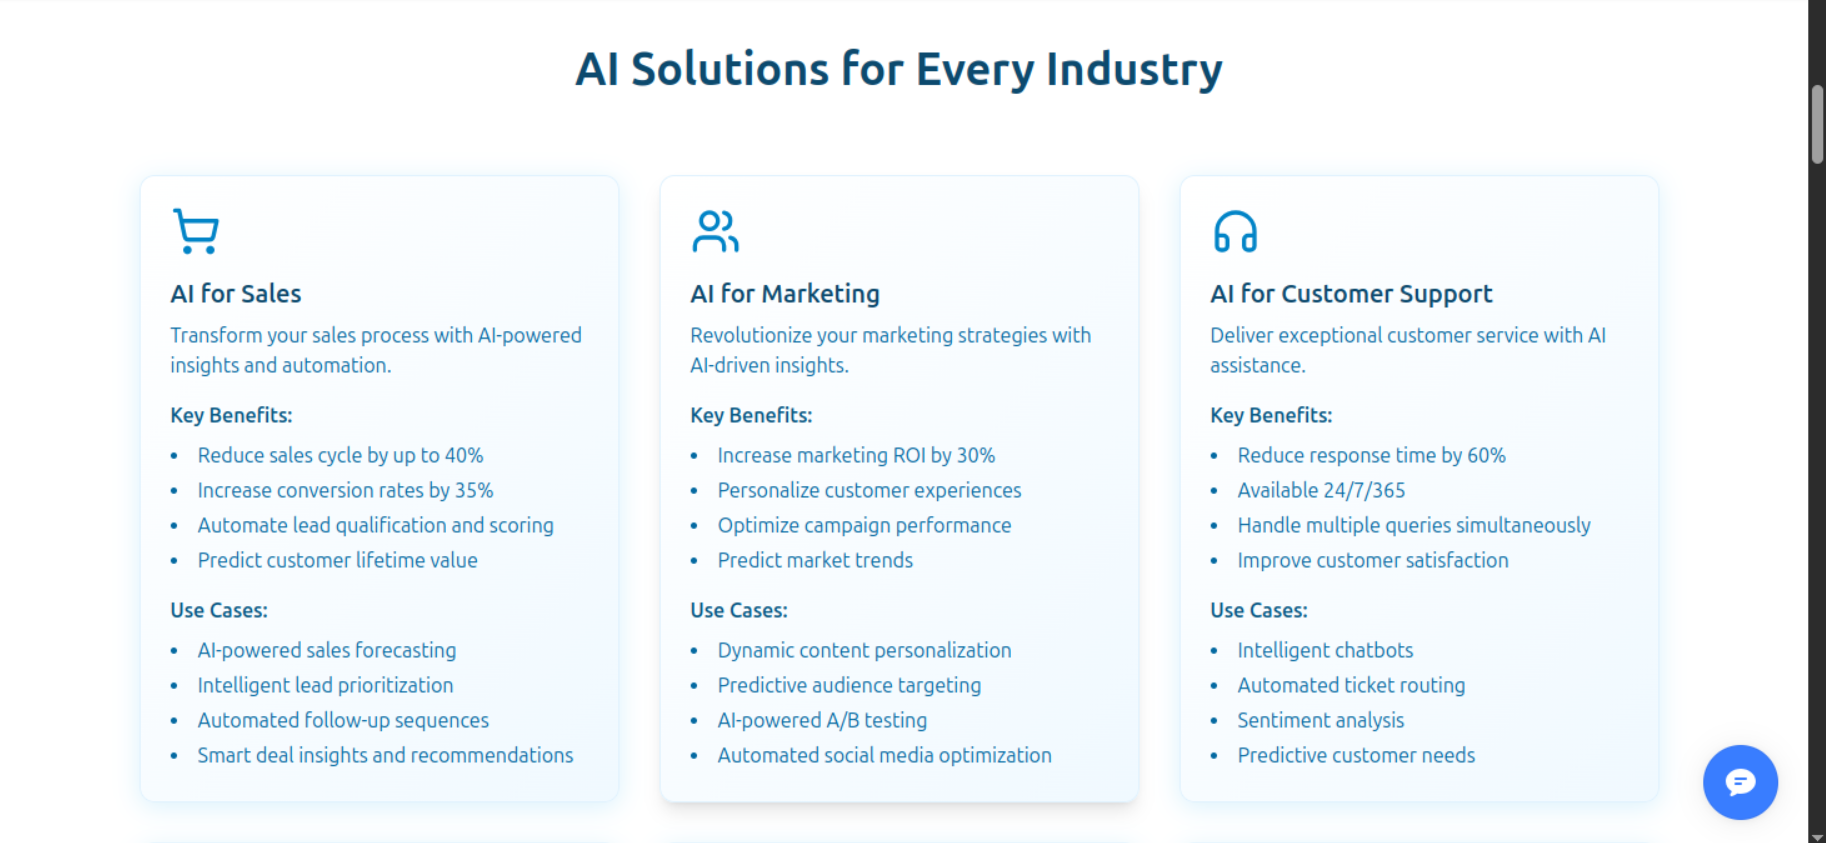 AI Solutions for Every Industry
AI for Sales
Transform your sales process with AI-powered
insights and automation.
Key Benefits:
• Reduce sales cycle by up to 40%
• Increase conversion rates by 35%
• Automate lead qualification and scoring
• Predict customer lifetime value
Use Cases:
• AI-powered sales forecasting
• Intelligent lead prioritization
• Automated follow-up sequences
• Smart deal insights and recommendations
AI for Marketing
Revolutionize your marketing strategies with
AI-driven insights.
Key Benefits:
• Increase marketing ROI by 30%
• Personalize customer experiences
• Optimize campaign performance
• Predict market trends
Use Cases:
• Dynamic content personalization
• Predictive audience targeting
• AI-powered A/B testing
• Automated social media optimization
AI for Customer Support
Deliver exceptional customer service with AI
assistance.
Key Benefits:
• Reduce response time by 60%
• Available 24/7/365
• Handle multiple queries simultaneously
• Improve customer satisfaction
Use Cases:
• Intelligent chatbots
• Automated ticket routing
• Sentiment analysis
• Predictive customer needs